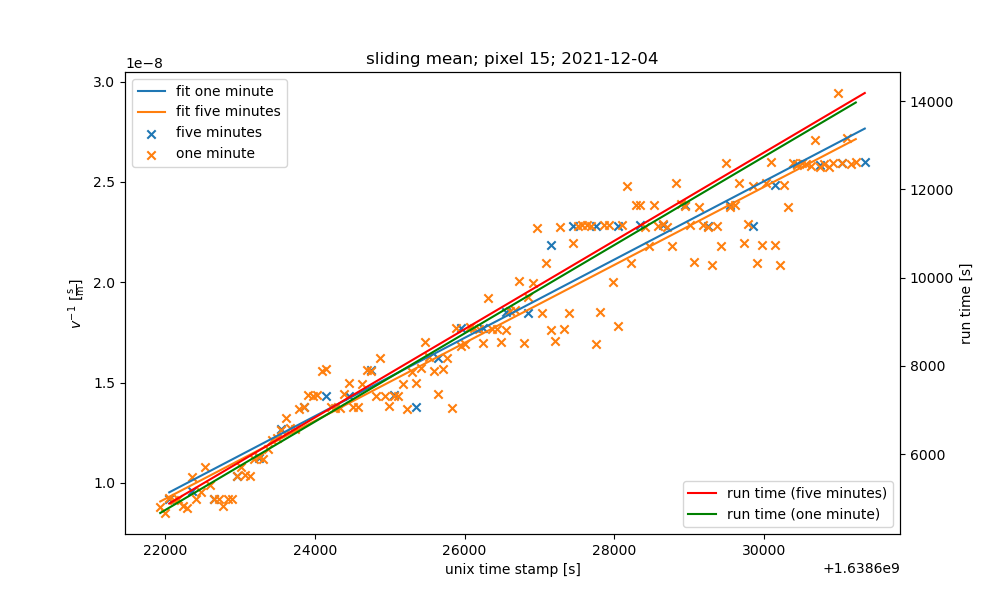 sliding mean; pixel 15; 2021-12-04
1e−8
fit one minute
fit five minutes
five minutes
one minute
3.0
2.5
2.0
1.5
1.0
v⁻¹ [s/m]
14000
12000
10000
8000
6000
run time [s]
run time (five minutes)
run time (one minute)
22000 24000 26000 28000 30000
unix time stamp [s]
+1.6386e9